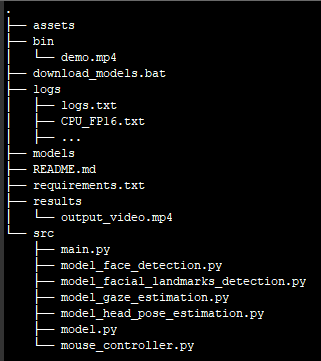 .
├── assets
├── bin
│   └── demo.mp4
├── download_models.bat
├── logs
│   ├── logs.txt
│   ├── CPU_FP16.txt
│   ├── ...
├── models
├── README.md
├── requirements.txt
├── results
│   └── output_video.mp4
└── src
    ├── main.py
    ├── model_face_detection.py
    ├── model_facial_landmarks_detection.py
    ├── model_gaze_estimation.py
    ├── model_head_pose_estimation.py
    ├── model.py
    └── mouse_controller.py